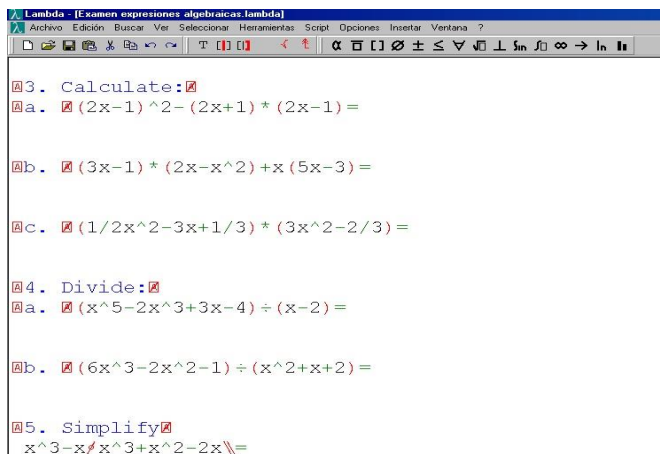 Lambda - [Examen expresiones algebraicas.lambda]
Archivo Edición Buscar Ver Seleccionar Herramientas Script Opciones Insertar Ventana ?
3. Calculate:
a. (2x-1)^2-(2x+1)*(2x-1)=
b. (3x-1)*(2x-x^2)+x(5x-3)=
c. (1/2x^2-3x+1/3)*(3x^2-2/3)=
4. Divide:
a. (x^5-2x^3+3x-4)÷(x-2)=
b. (6x^3-2x^2-1)÷(x^2+x+2)=
5. Simplify
x^3-x/x^3+x^2-2x\=